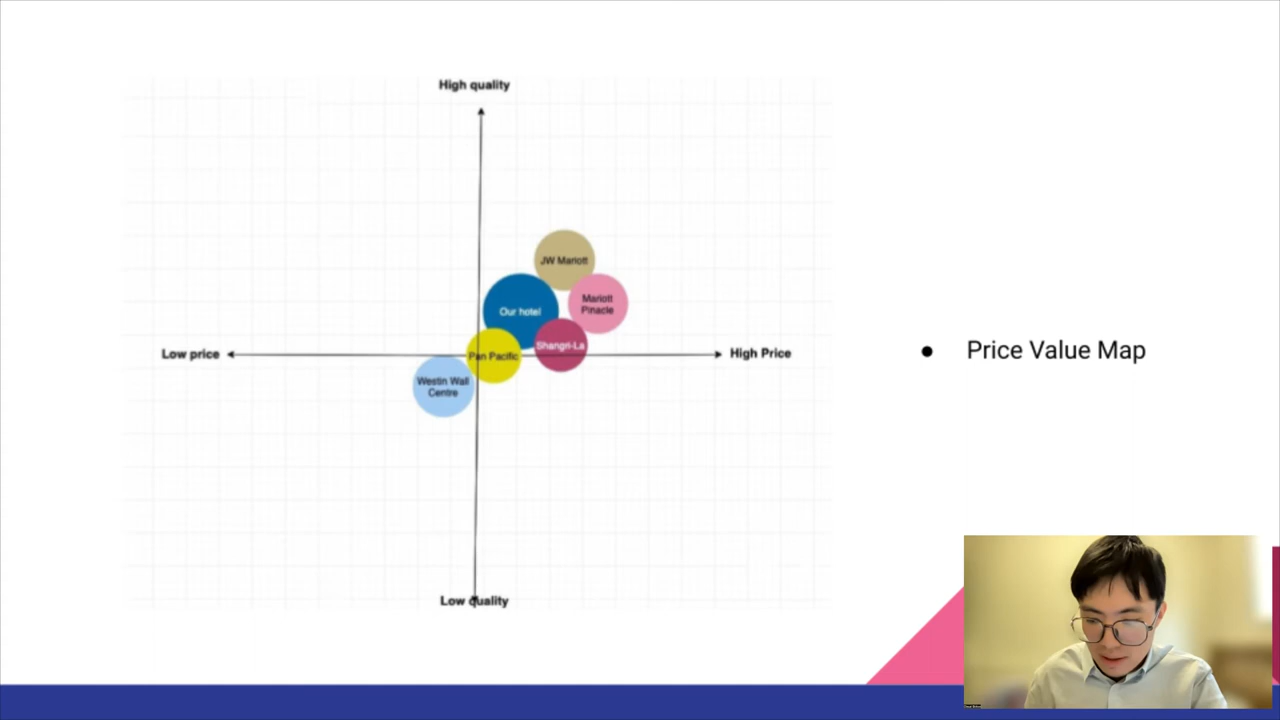 High quality
JW Mariott
Mariott
Pinacle
Our hotel
Shangri-La
Low price
Pan Pacific
High Price
Westin Wall
Centre
Low quality
● Price Value Map